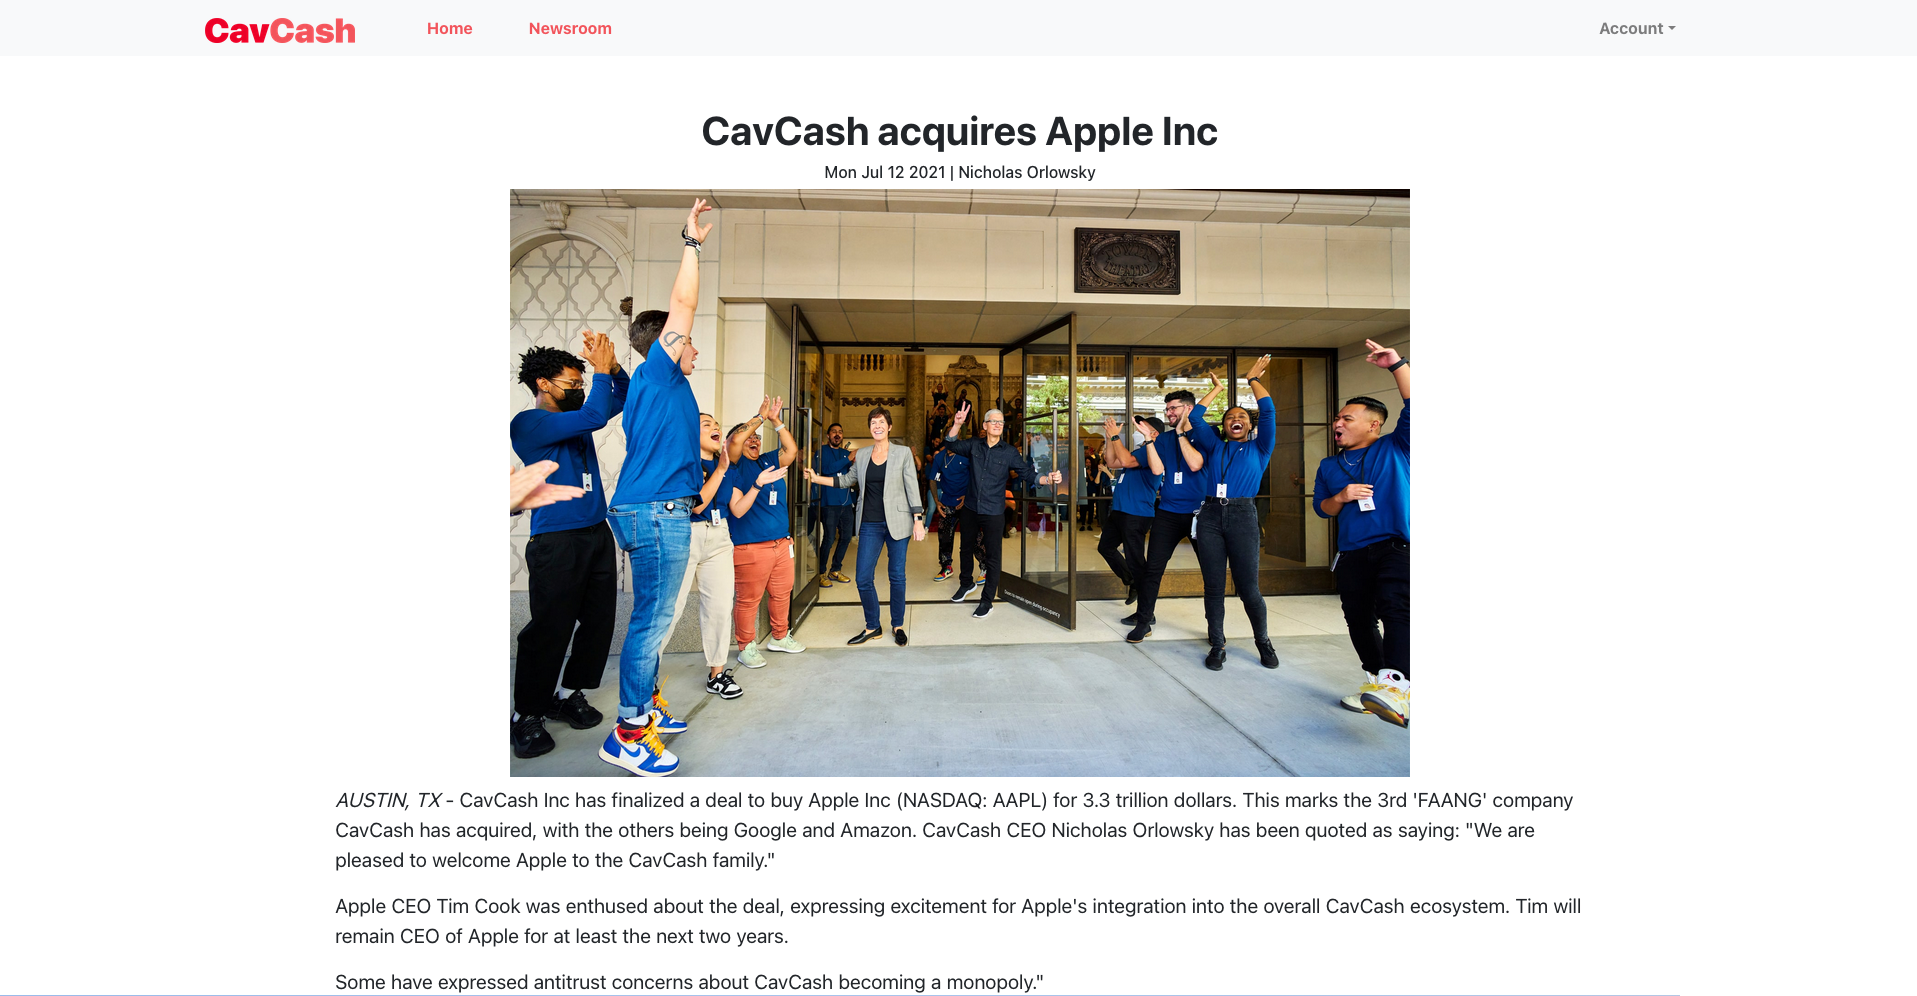 CavCash Home Newsroom Account
CavCash acquires Apple Inc
Mon Jul 12 2021 | Nicholas Orlowsky
AUSTIN, TX - CavCash Inc has finalized a deal to buy Apple Inc (NASDAQ: AAPL) for 3.3 trillion dollars. This marks the 3rd 'FAANG' company
CavCash has acquired, with the others being Google and Amazon. CavCash CEO Nicholas Orlowsky has been quoted as saying: "We are
pleased to welcome Apple to the CavCash family."
Apple CEO Tim Cook was enthused about the deal, expressing excitement for Apple's integration into the overall CavCash ecosystem. Tim will
remain CEO of Apple for at least the next two years.
Some have expressed antitrust concerns about CavCash becoming a monopoly."